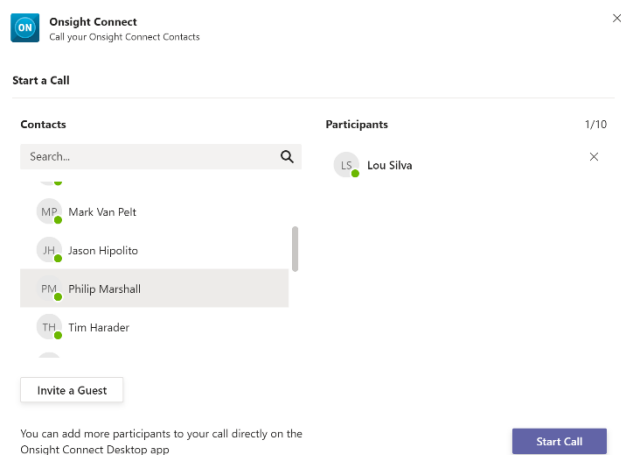 ON
Onsight Connect
Call your Onsight Connect Contacts
Start a Call
Contacts
Search...
MP Mark Van Pelt
JH Jason Hipolito
PM Philip Marshall
TH Tim Harader
Invite a Guest
You can add more participants to your call directly on the
Onsight Connect Desktop app
Participants 1/10
LS Lou Silva
Start Call